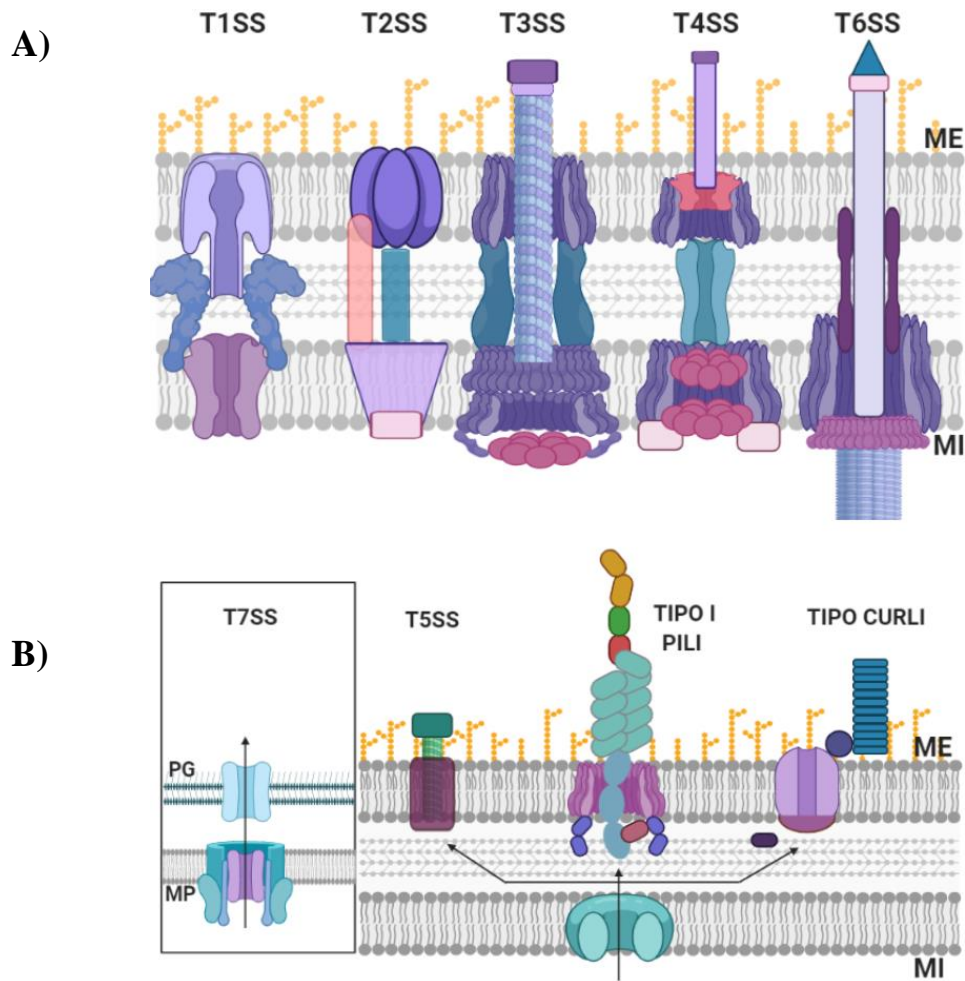 A)
T1SS T2SS T3SS T4SS T6SS
ME
MI
B)
T7SS
T5SS
TIPO I
PILI
TIPO CURLI
PG
MP
ME
MI